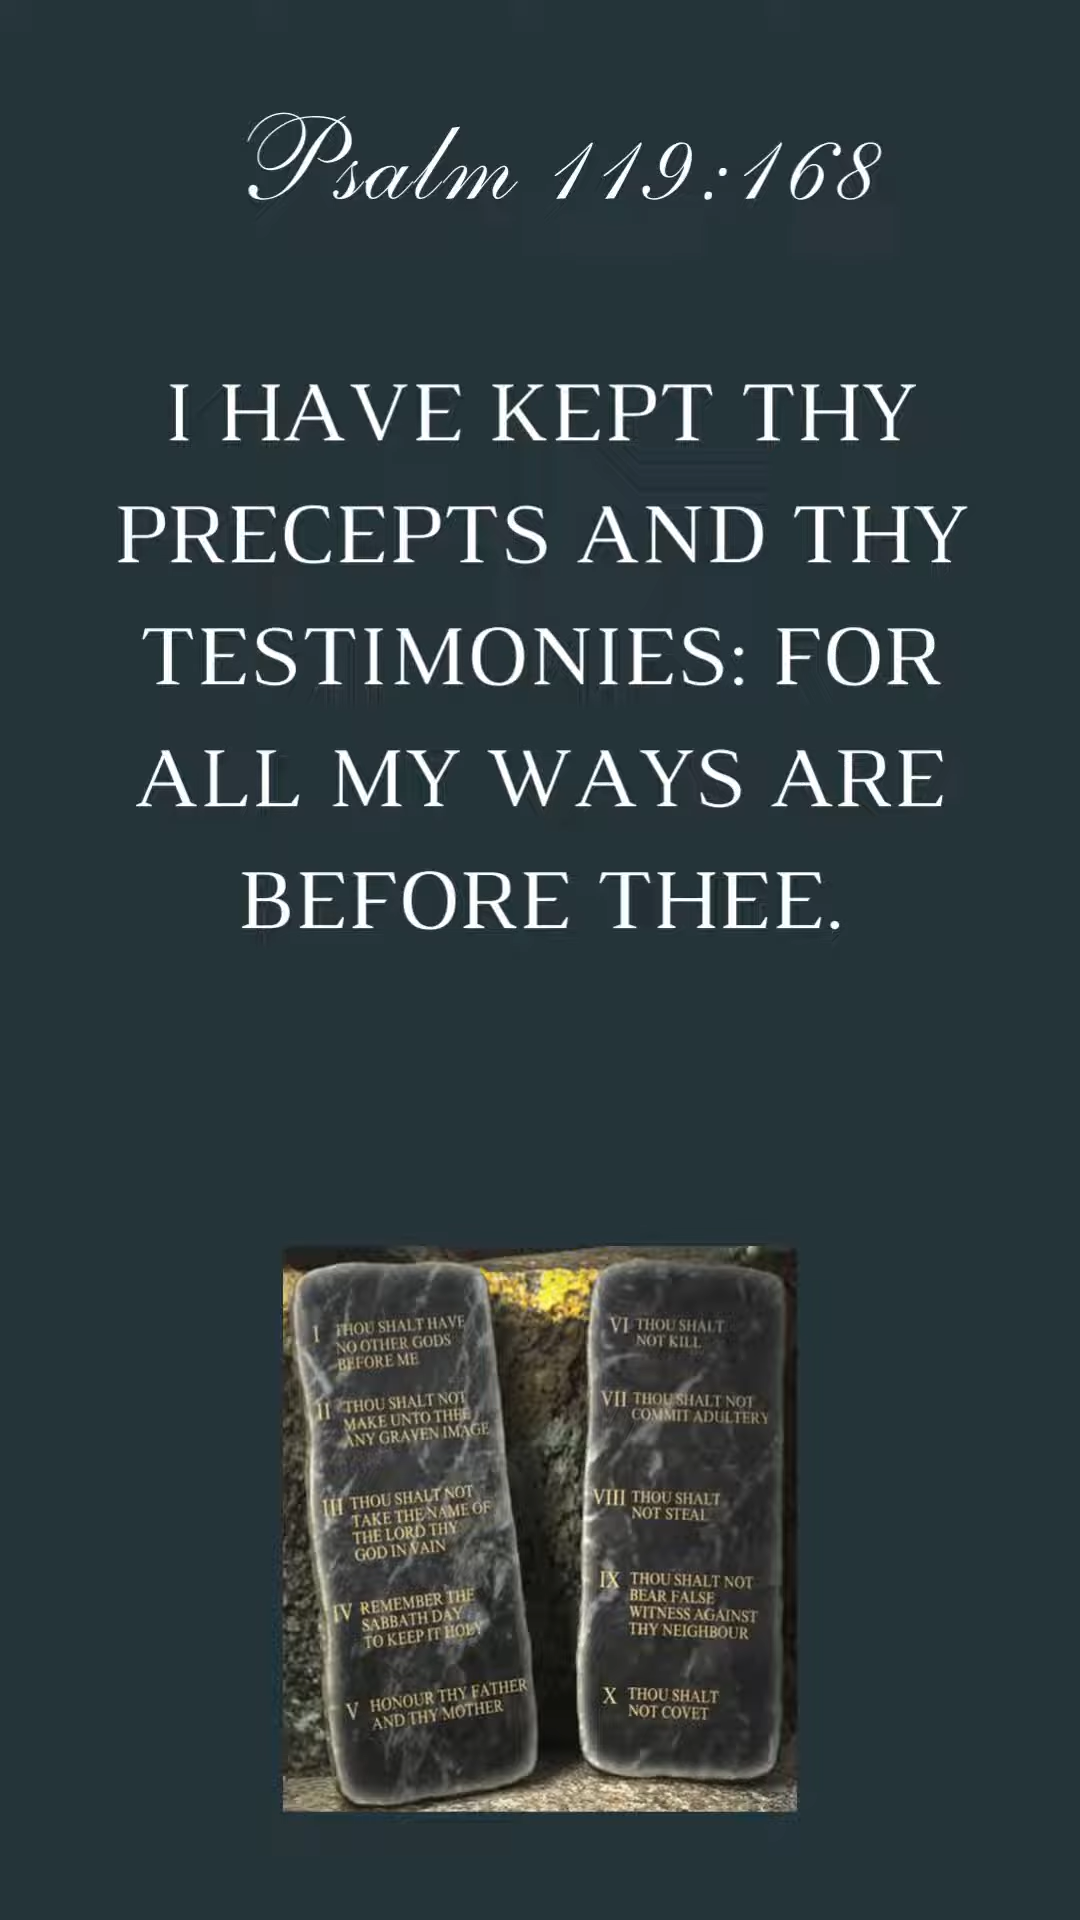 Psalm 119:168
I HAVE KEPT THY
PRECEPTS AND THY
TESTIMONIES: FOR
ALL MY WAYS ARE
BEFORE THEE.
I THOU SHALT HAVE
NO OTHER GODS
BEFORE ME
II THOU SHALT NOT
MAKE UNTO THEE
ANY GRAVEN IMAGE
III THOU SHALT NOT
TAKE THE NAME OF
THE LORD THY
GOD IN VAIN
IV REMEMBER THE
SABBATH DAY
TO KEEP IT HOLY
V HONOUR THY FATHER
AND THY MOTHER
VI THOU SHALT
NOT KILL
VII THOU SHALT NOT
COMMIT ADULTERY
VIII THOU SHALT
NOT STEAL
IX THOU SHALT NOT
BEAR FALSE
WITNESS AGAINST
THY NEIGHBOUR
X THOU SHALT
NOT COVET